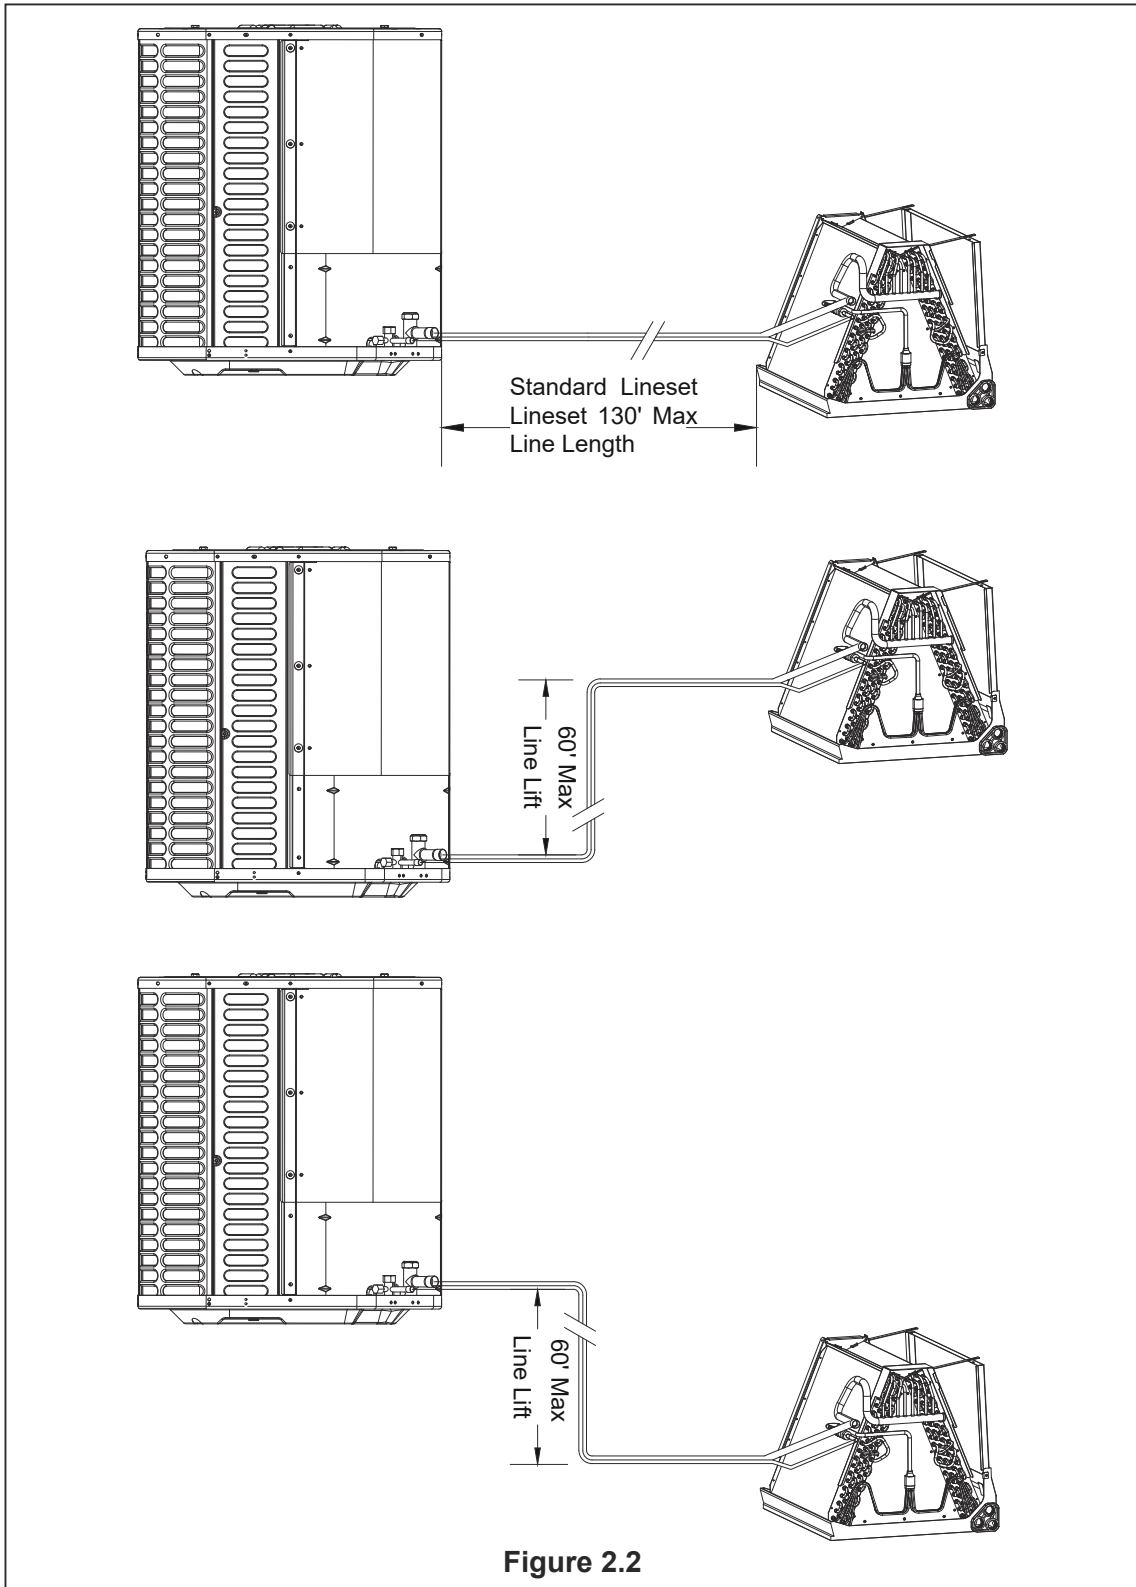 Standard Lineset
Lineset 130' Max
Line Length
60' Max
Line Lift
60' Max
Line Lift
Figure 2.2